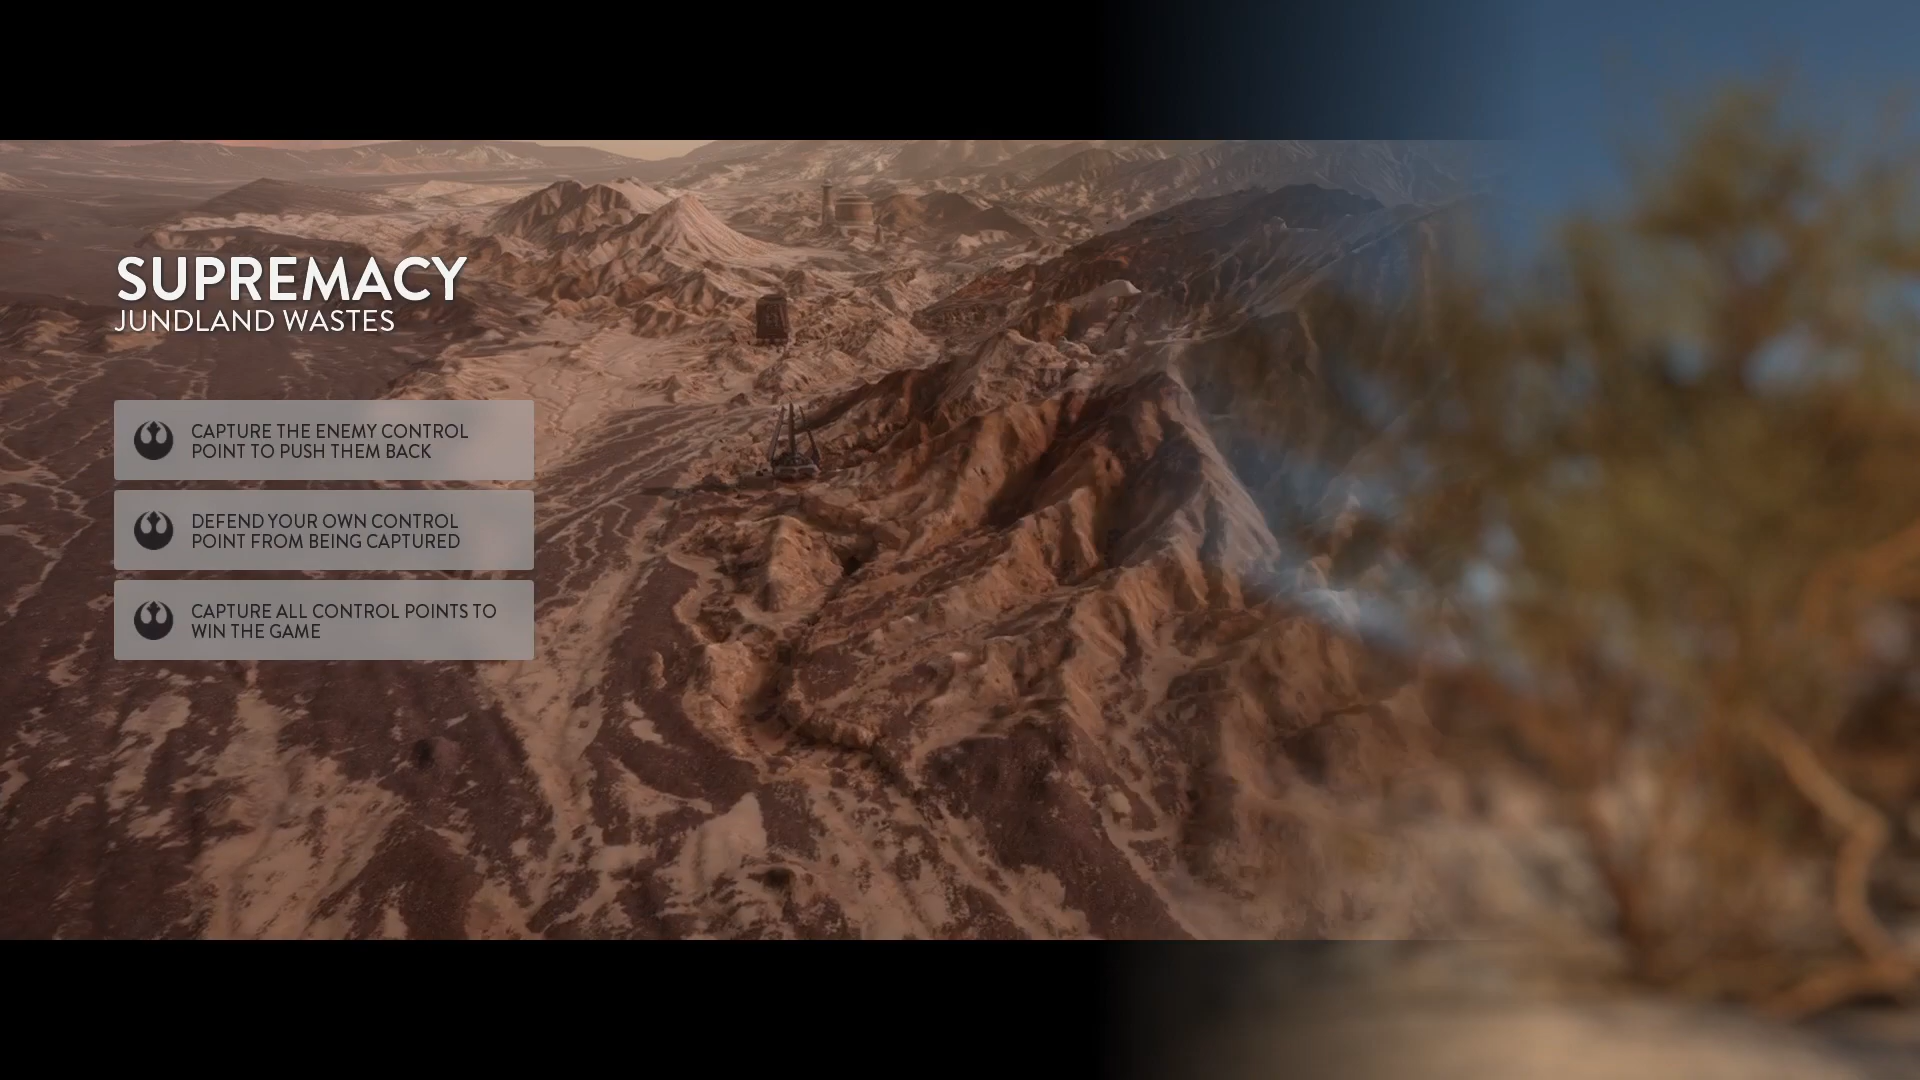 SUPREMACY
JUNDLAND WASTES
CAPTURE THE ENEMY CONTROL
POINT TO PUSH THEM BACK
DEFEND YOUR OWN CONTROL
POINT FROM BEING CAPTURED
CAPTURE ALL CONTROL POINTS TO
WIN THE GAME